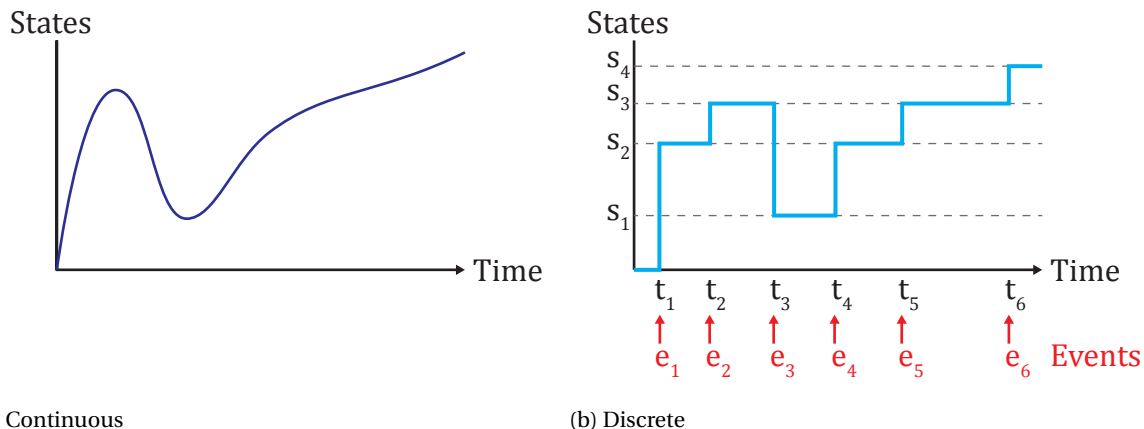 States
Time
Continuous
States
s4
s3
s2
s1
Time
t1 t2 t3 t4 t5 t6
e1 e2 e3 e4 e5 e6 Events
(b) Discrete